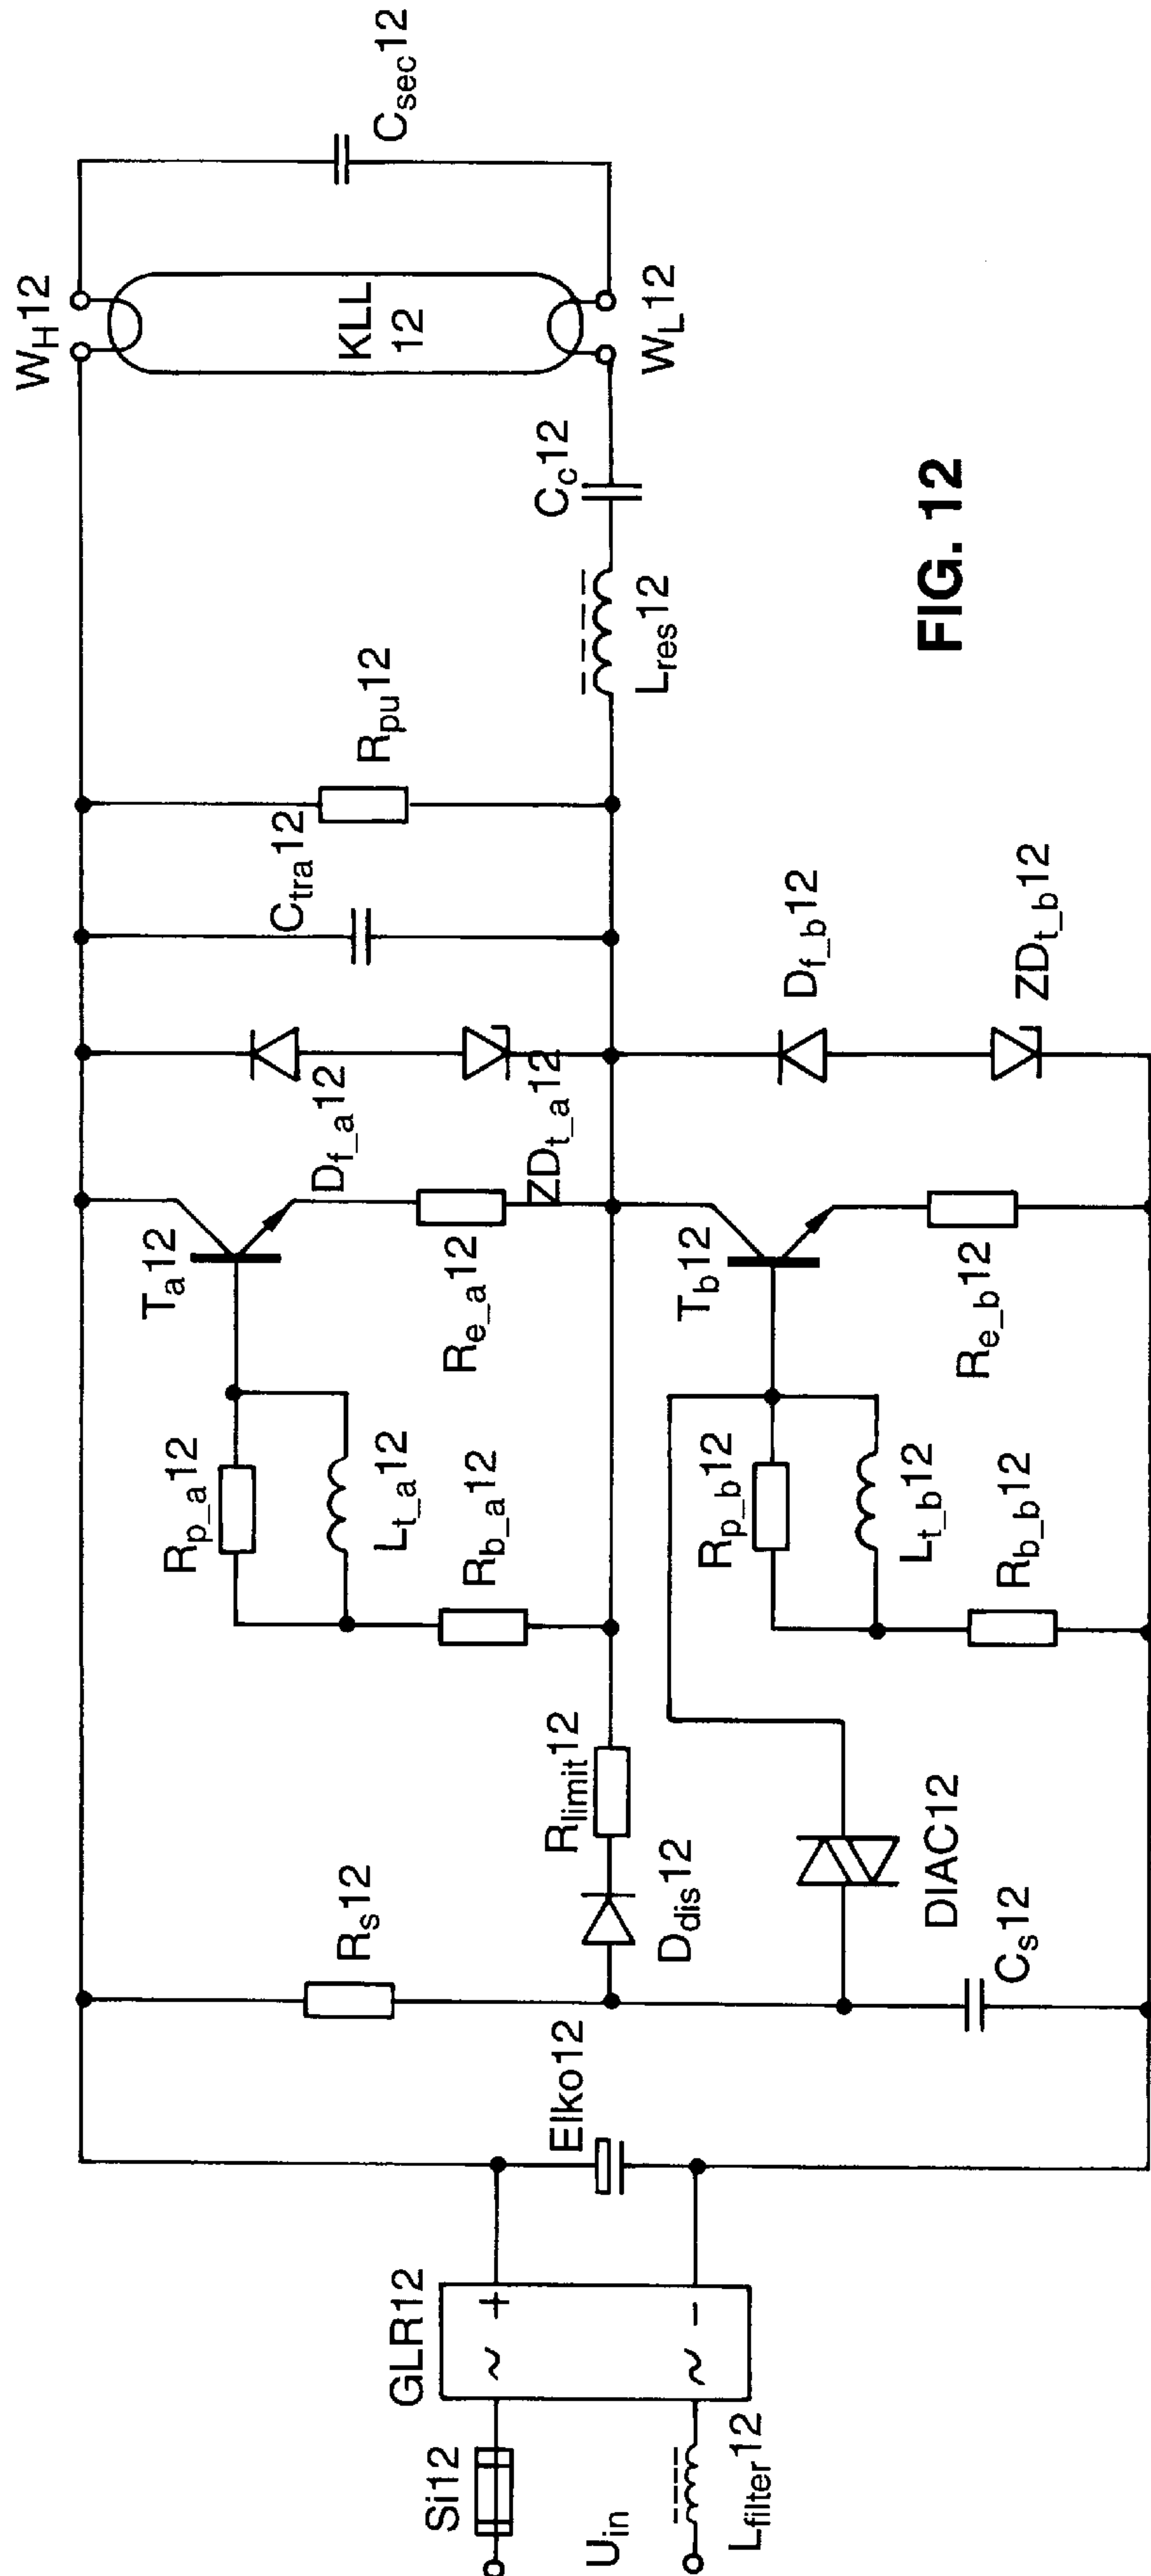 Si12
U_in
L_filter12
GLR12
~ +
~ −
Elko12
R_s12
D_dis12
R_limit12
DIAC12
C_s12
R_p_a12
L_t_a12
R_b_a12
R_p_b12
L_t_b12
R_b_b12
T_a12
R_e_a12
T_b12
R_e_b12
D_f_a12
ZD_t_a12
D_f_b12
ZD_t_b12
C_tra12
R_pu12
L_res12
C_c12
W_H12
KLL
12
W_L12
C_sec12
FIG. 12